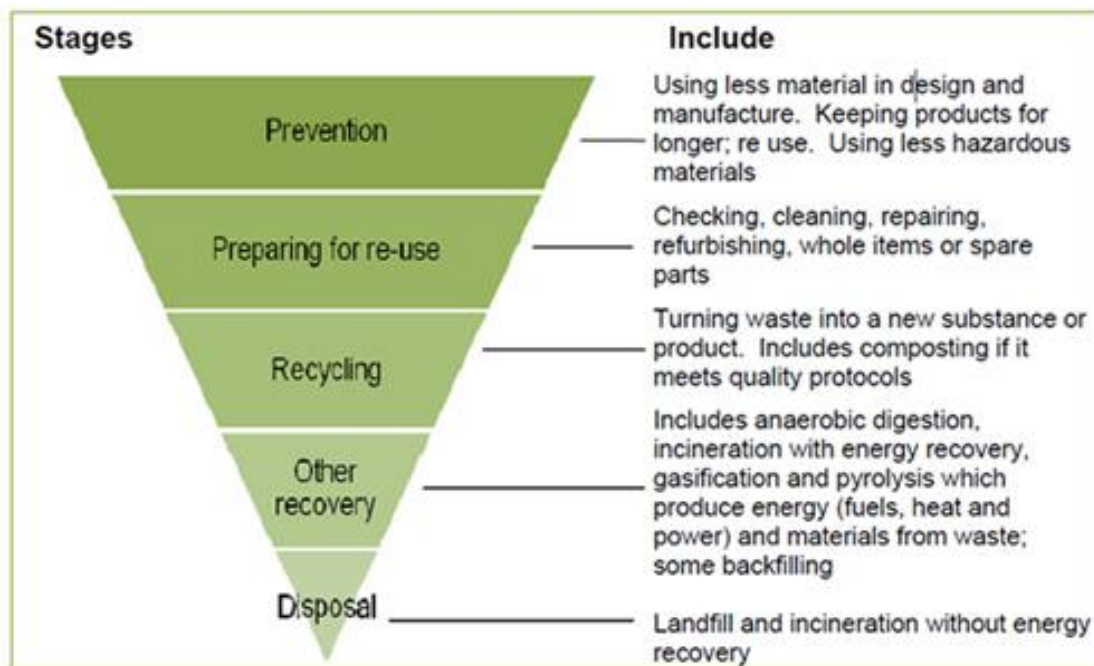 Stages
Include
Prevention
Using less material in design and
manufacture.  Keeping products for
longer; re use.  Using less hazardous
materials
Preparing for re-use
Checking, cleaning, repairing,
refurbishing, whole items or spare
parts
Recycling
Turning waste into a new substance or
product.  Includes composting if it
meets quality protocols
Other
recovery
Includes anaerobic digestion,
incineration with energy recovery,
gasification and pyrolysis which
produce energy (fuels, heat and
power) and materials from waste;
some backfilling
Disposal
Landfill and incineration without energy
recovery